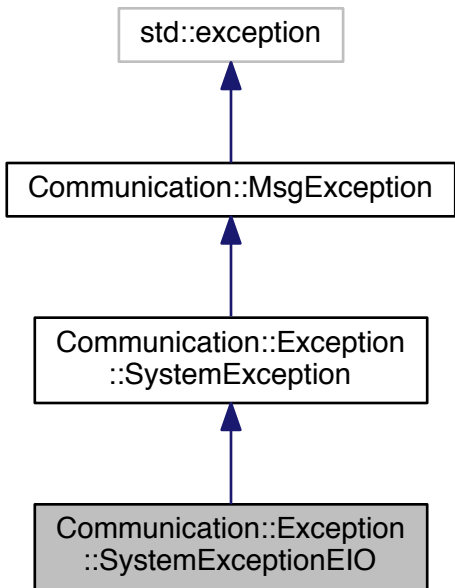 std::exception
Communication::MsgException
Communication::Exception
::SystemException
Communication::Exception
::SystemExceptionEIO